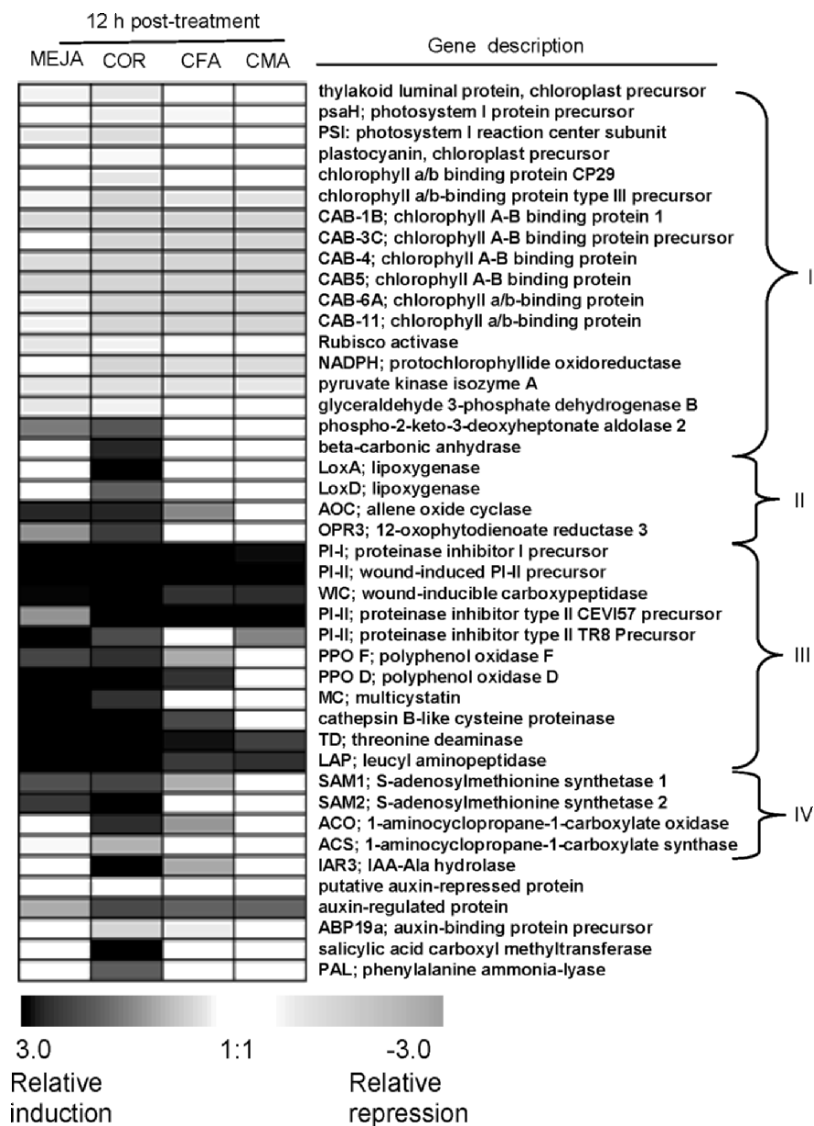 12 h post-treatment
MEJA COR CFA CMA
Gene description
thylakoid luminal protein, chloroplast precursor
psaH; photosystem I protein precursor
PSI: photosystem I reaction center subunit
plastocyanin, chloroplast precursor
chlorophyll a/b binding protein CP29
chlorophyll a/b-binding protein type III precursor
CAB-1B; chlorophyll A-B binding protein 1
CAB-3C; chlorophyll A-B binding protein precursor
CAB-4; chlorophyll A-B binding protein
CAB5; chlorophyll A-B binding protein
CAB-6A; chlorophyll a/b-binding protein
CAB-11; chlorophyll a/b-binding protein
Rubisco activase
NADPH; protochlorophyllide oxidoreductase
pyruvate kinase isozyme A
glyceraldehyde 3-phosphate dehydrogenase B
phospho-2-keto-3-deoxyheptonate aldolase 2
beta-carbonic anhydrase
I
LoxA; lipoxygenase
LoxD; lipoxygenase
AOC; allene oxide cyclase
OPR3; 12-oxophytodienoate reductase 3
II
PI-I; proteinase inhibitor I precursor
PI-II; wound-induced PI-II precursor
WIC; wound-inducible carboxypeptidase
PI-II; proteinase inhibitor type II CEVI57 precursor
PI-II; proteinase inhibitor type II TR8 Precursor
PPO F; polyphenol oxidase F
PPO D; polyphenol oxidase D
MC; multicystatin
cathepsin B-like cysteine proteinase
TD; threonine deaminase
LAP; leucyl aminopeptidase
III
SAM1; S-adenosylmethionine synthetase 1
SAM2; S-adenosylmethionine synthetase 2
ACO; 1-aminocyclopropane-1-carboxylate oxidase
ACS; 1-aminocyclopropane-1-carboxylate synthase
IV
IAR3; IAA-Ala hydrolase
putative auxin-repressed protein
auxin-regulated protein
ABP19a; auxin-binding protein precursor
salicylic acid carboxyl methyltransferase
PAL; phenylalanine ammonia-lyase
3.0 1:1 -3.0
Relative induction
Relative repression